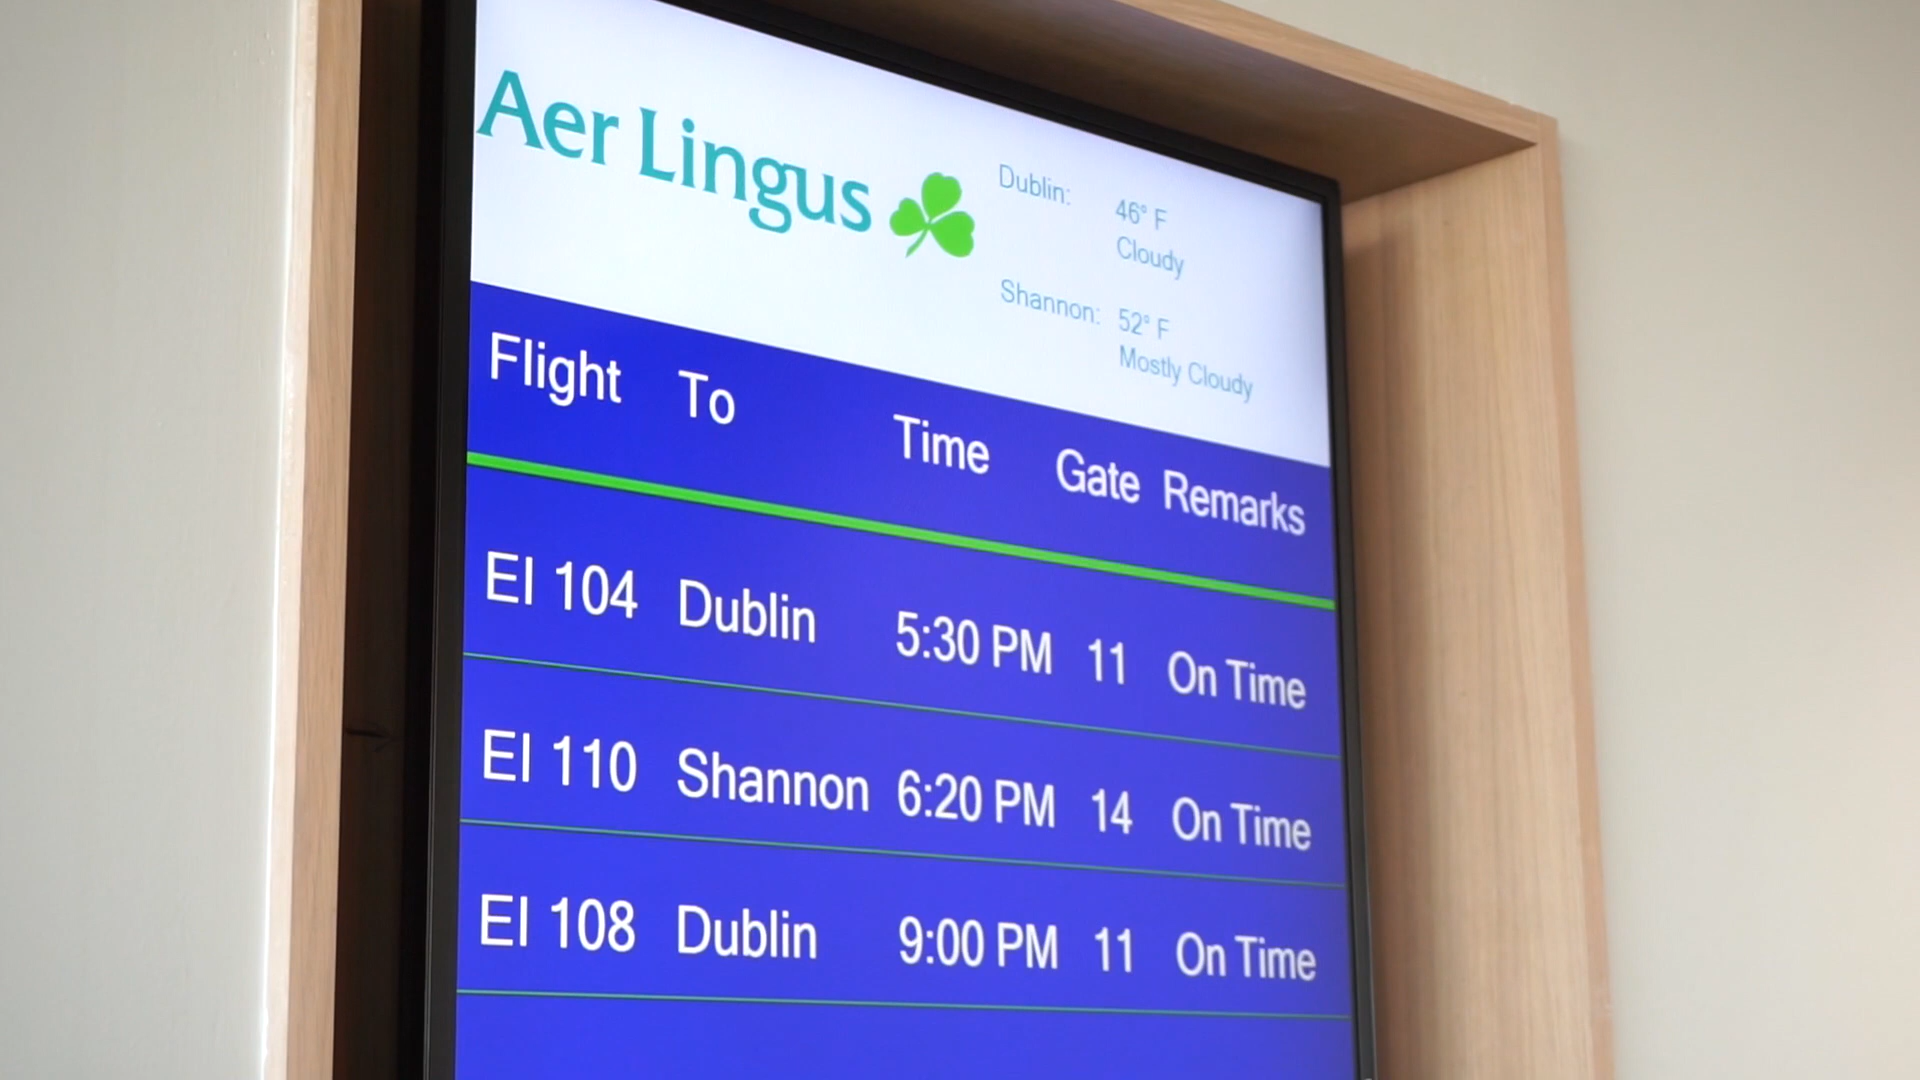 Aer Lingus
Dublin: 46° F
Cloudy
Shannon: 52° F
Mostly Cloudy
Flight To Time Gate Remarks
EI 104 Dublin 5:30 PM 11 On Time
EI 110 Shannon 6:20 PM 14 On Time
EI 108 Dublin 9:00 PM 11 On Time